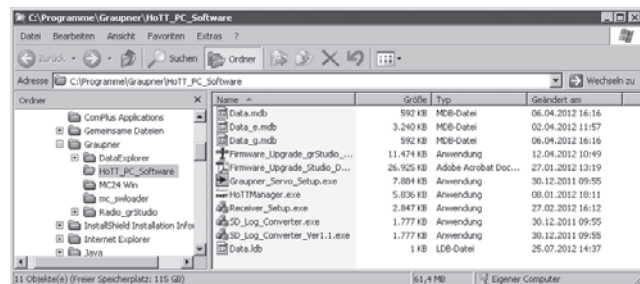 C:\Programme\Graupner\HoTT_PC_Software
Datei Bearbeiten Ansicht Favoriten Extras ?
Zurück Suchen Ordner
Adresse C:\Programme\Graupner\HoTT_PC_Software Wechseln zu
Ordner
ComPlus Applications
Gemeinsame Dateien
Graupner
DataExplorer
HoTT_PC_Software
MC24 Win
mc_swloader
Radio_grStudio
InstallShield Installation Infor
Internet Explorer
Java
Name Größe Typ Geändert am
Data.mdb 592 KB MDB-Datei 06.04.2012 16:16
Data_e.mdb 3.240 KB MDB-Datei 02.04.2012 11:57
Data_g.mdb 592 KB MDB-Datei 06.04.2012 16:16
Firmware_Upgrade_grStudio_... 11.474 KB Anwendung 12.04.2012 10:49
Firmware_Upgrade_Studio_D... 26.925 KB Adobe Acrobat Doc... 27.01.2012 13:19
Graupner_Servo_Setup.exe 7.884 KB Anwendung 30.12.2011 09:55
HoTTManager.exe 5.836 KB Anwendung 08.01.2012 18:11
Receiver_Setup.exe 2.847 KB Anwendung 27.02.2012 16:12
SD_Log_Converter.exe 1.777 KB Anwendung 30.12.2011 09:55
SD_Log_Converter_Ver1.1.exe 1.777 KB Anwendung 30.12.2011 09:55
Data.ldb 1 KB LDB-Datei 25.07.2012 14:37
11 Objekte(e) (Freier Speicherplatz: 115 GB) 61,4 MB Eigener Computer